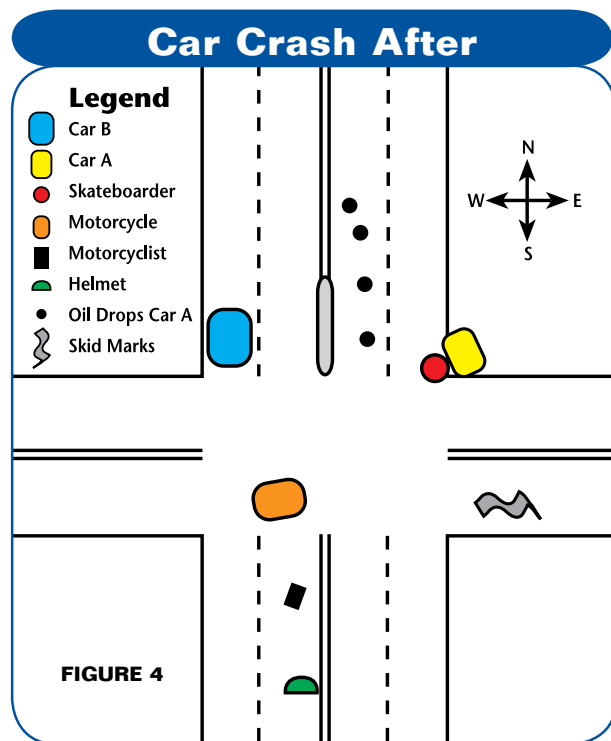 Car Crash After
Legend
Car B
Car A
Skateboarder
Motorcycle
Motorcyclist
Helmet
Oil Drops Car A
Skid Marks
N
W E
S
FIGURE 4